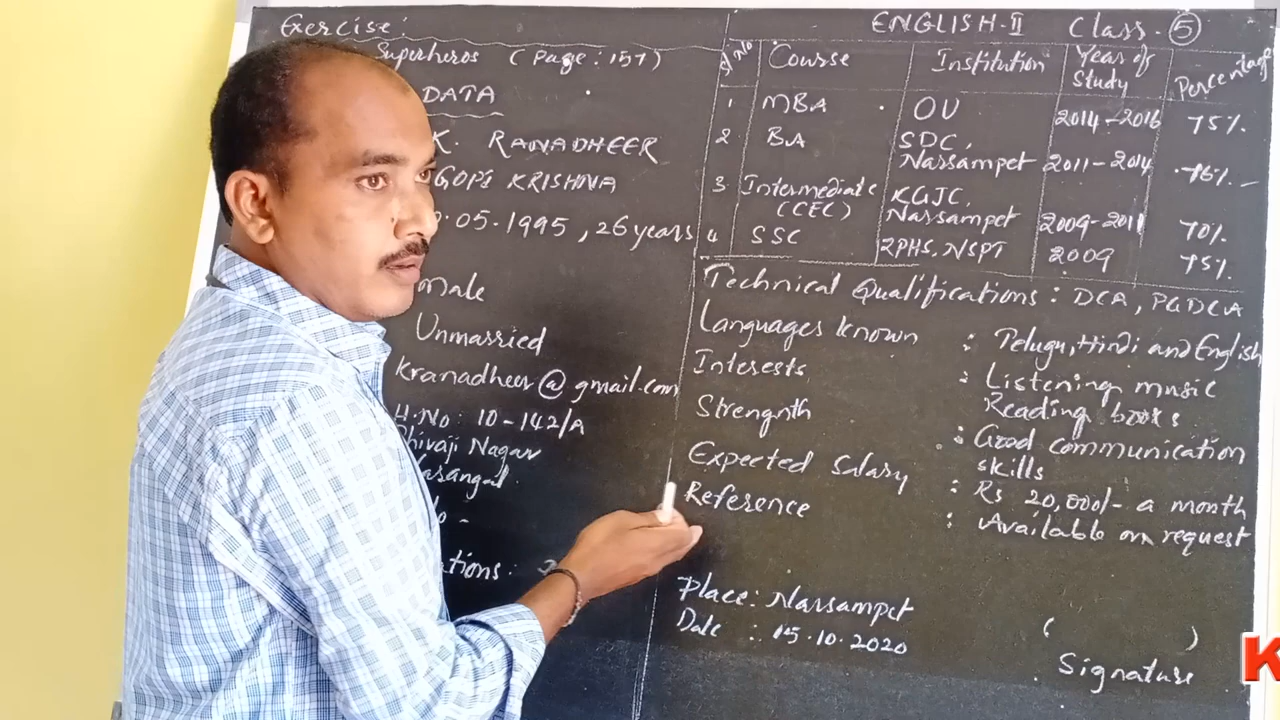 Exercise:
Superheros (Page: 157)
DATA
K. RANADHEER
GOPI KRISHNA
.05.1995, 26 years
male
Unmarried
kranadheer@gmail.com
H.No: 10-142/A
Shivaji Nagar
Warangal
ations:
ENGLISH-II Class-5
Sl No Course Institution Year of Study Percentage
1 MBA OU 2014-2016 75%
2 BA SDC, Narsampet 2011-2014 76%
3 Intermediate (CEC) KGJC, Narsampet 2009-2011 70%
4 SSC ZPHS, NSPT 2009 75%
Technical Qualifications: DCA, PGDCA
Languages known : Telugu, Hindi and English
Interests : Listening music
Reading books
Strength : Good communication
skills
Expected Salary : Rs 20,000/- a month
Reference : Available on request
Place: Narsampet
Date : 15.10.2020
( )
Signature
K